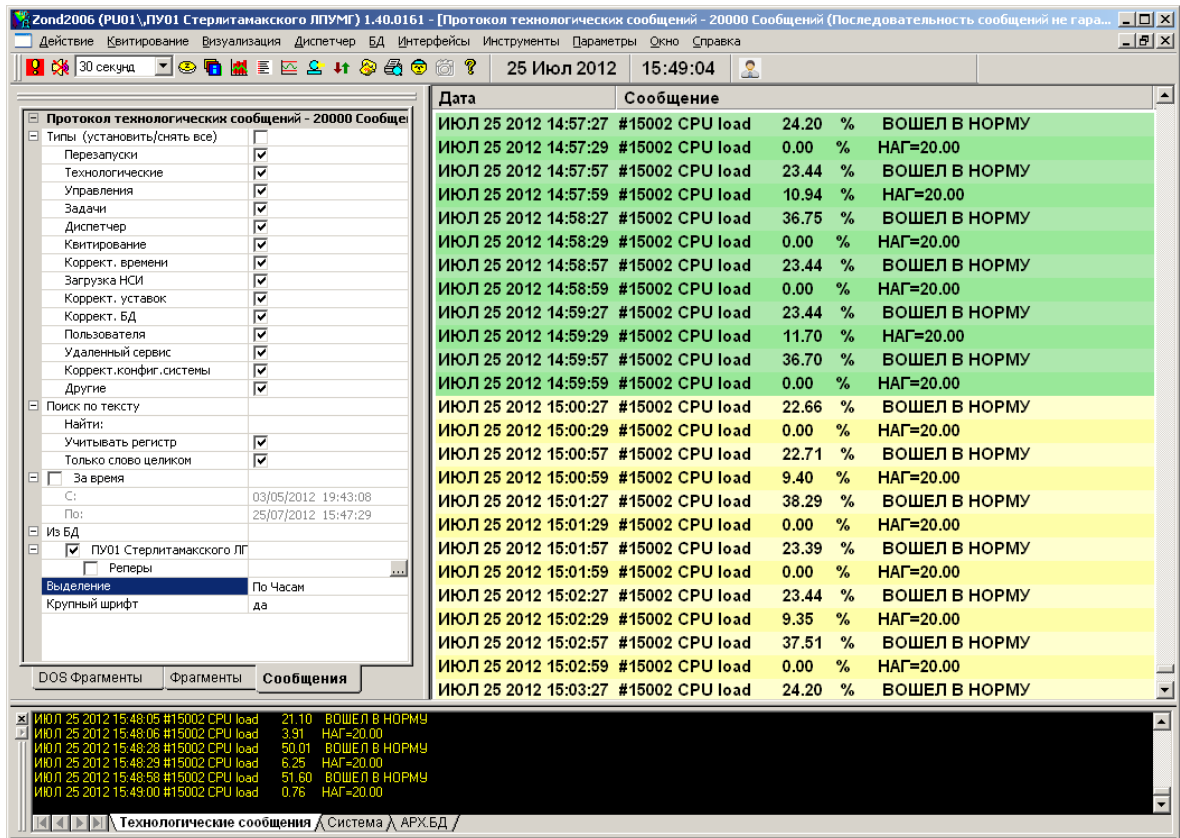 Zond2006 (PU01\,ПУ01 Стерлитамакского ЛПУМГ) 1.40.0161 - [Протокол технологических сообщений - 20000 Сообщений (Последовательность сообщений не гара...
Действие Квитирование Визуализация Диспетчер БД Интерфейсы Инструменты Параметры Окно Справка
30 секунд 25 Июл 2012 15:49:04
Протокол технологических сообщений - 20000 Сообще
Типы (установить/снять все)
Перезапуски
Технологические
Управления
Задачи
Диспетчер
Квитирование
Коррект. времени
Загрузка НСИ
Коррект. уставок
Коррект. БД
Пользователя
Удаленный сервис
Коррект.конфиг.системы
Другие
Поиск по тексту
Найти:
Учитывать регистр
Только слово целиком
За время
С: 03/05/2012 19:43:08
По: 25/07/2012 15:47:29
Из БД
ПУ01 Стерлитамакского ЛГ
Реперы ...
Выделение По Часам
Крупный шрифт да
DOS Фрагменты Фрагменты Сообщения
Дата Сообщение
ИЮЛ 25 2012 14:57:27 #15002 CPU load 24.20 % ВОШЕЛ В НОРМУ
ИЮЛ 25 2012 14:57:29 #15002 CPU load 0.00 % НАГ=20.00
ИЮЛ 25 2012 14:57:57 #15002 CPU load 23.44 % ВОШЕЛ В НОРМУ
ИЮЛ 25 2012 14:57:59 #15002 CPU load 10.94 % НАГ=20.00
ИЮЛ 25 2012 14:58:27 #15002 CPU load 36.75 % ВОШЕЛ В НОРМУ
ИЮЛ 25 2012 14:58:29 #15002 CPU load 0.00 % НАГ=20.00
ИЮЛ 25 2012 14:58:57 #15002 CPU load 23.44 % ВОШЕЛ В НОРМУ
ИЮЛ 25 2012 14:58:59 #15002 CPU load 0.00 % НАГ=20.00
ИЮЛ 25 2012 14:59:27 #15002 CPU load 23.44 % ВОШЕЛ В НОРМУ
ИЮЛ 25 2012 14:59:29 #15002 CPU load 11.70 % НАГ=20.00
ИЮЛ 25 2012 14:59:57 #15002 CPU load 36.70 % ВОШЕЛ В НОРМУ
ИЮЛ 25 2012 14:59:59 #15002 CPU load 0.00 % НАГ=20.00
ИЮЛ 25 2012 15:00:27 #15002 CPU load 22.66 % ВОШЕЛ В НОРМУ
ИЮЛ 25 2012 15:00:29 #15002 CPU load 0.00 % НАГ=20.00
ИЮЛ 25 2012 15:00:57 #15002 CPU load 22.71 % ВОШЕЛ В НОРМУ
ИЮЛ 25 2012 15:00:59 #15002 CPU load 9.40 % НАГ=20.00
ИЮЛ 25 2012 15:01:27 #15002 CPU load 38.29 % ВОШЕЛ В НОРМУ
ИЮЛ 25 2012 15:01:29 #15002 CPU load 0.00 % НАГ=20.00
ИЮЛ 25 2012 15:01:57 #15002 CPU load 23.39 % ВОШЕЛ В НОРМУ
ИЮЛ 25 2012 15:01:59 #15002 CPU load 0.00 % НАГ=20.00
ИЮЛ 25 2012 15:02:27 #15002 CPU load 23.44 % ВОШЕЛ В НОРМУ
ИЮЛ 25 2012 15:02:29 #15002 CPU load 9.35 % НАГ=20.00
ИЮЛ 25 2012 15:02:57 #15002 CPU load 37.51 % ВОШЕЛ В НОРМУ
ИЮЛ 25 2012 15:02:59 #15002 CPU load 0.00 % НАГ=20.00
ИЮЛ 25 2012 15:03:27 #15002 CPU load 24.20 % ВОШЕЛ В НОРМУ
ИЮЛ 25 2012 15:48:05 #15002 CPU load 21.10 ВОШЕЛ В НОРМУ
ИЮЛ 25 2012 15:48:06 #15002 CPU load 3.91 НАГ=20.00
ИЮЛ 25 2012 15:48:28 #15002 CPU load 50.01 ВОШЕЛ В НОРМУ
ИЮЛ 25 2012 15:48:29 #15002 CPU load 6.25 НАГ=20.00
ИЮЛ 25 2012 15:48:58 #15002 CPU load 51.60 ВОШЕЛ В НОРМУ
ИЮЛ 25 2012 15:49:00 #15002 CPU load 0.76 НАГ=20.00
Технологические сообщения Система АРХ.БД